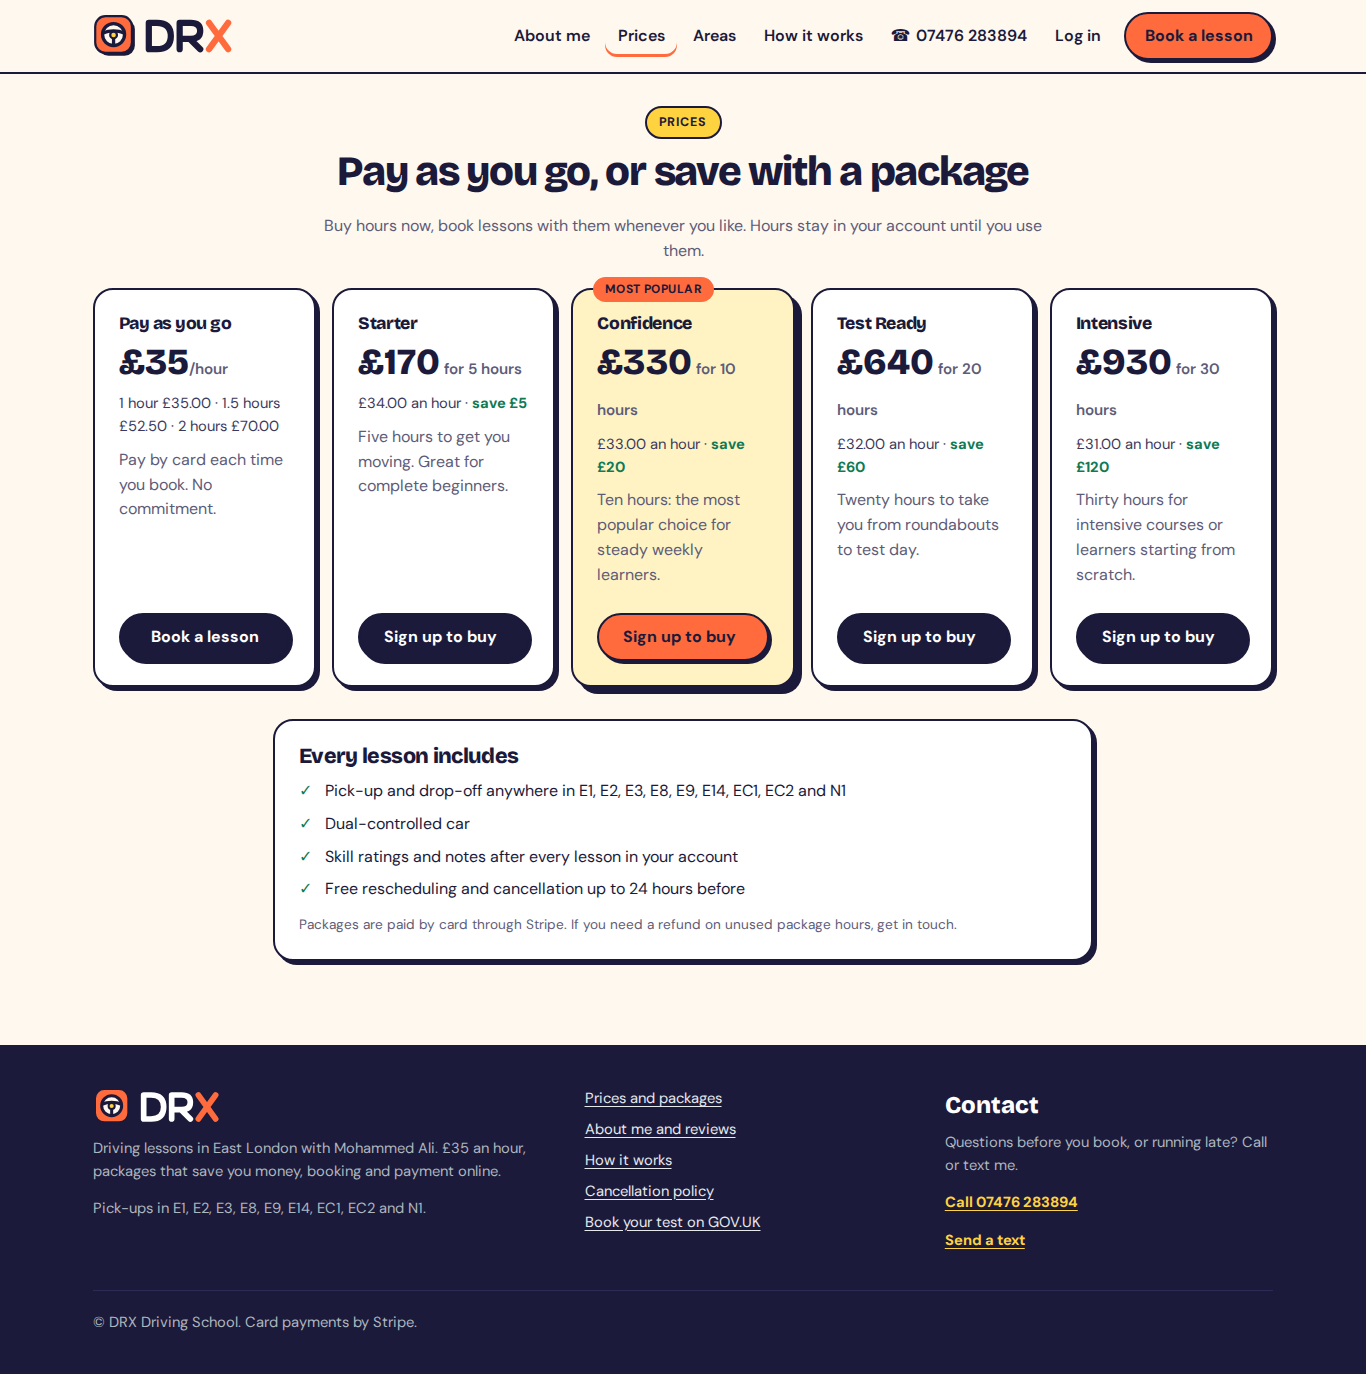 DRX
About me
Prices
Areas
How it works
☎ 07476 283894
Log in
Book a lesson
PRICES
Pay as you go, or save with a package
Buy hours now, book lessons with them whenever you like. Hours stay in your account until you use
them.
Pay as you go
£35/hour
1 hour £35.00 · 1.5 hours
£52.50 · 2 hours £70.00
Pay by card each time
you book. No
commitment.
Book a lesson
Starter
£170 for 5 hours
£34.00 an hour · save £5
Five hours to get you
moving. Great for
complete beginners.
Sign up to buy
MOST POPULAR
Confidence
£330 for 10
hours
£33.00 an hour · save
£20
Ten hours: the most
popular choice for
steady weekly
learners.
Sign up to buy
Test Ready
£640 for 20
hours
£32.00 an hour · save
£60
Twenty hours to take
you from roundabouts
to test day.
Sign up to buy
Intensive
£930 for 30
hours
£31.00 an hour · save
£120
Thirty hours for
intensive courses or
learners starting from
scratch.
Sign up to buy
Every lesson includes
✓ Pick-up and drop-off anywhere in E1, E2, E3, E8, E9, E14, EC1, EC2 and N1
✓ Dual-controlled car
✓ Skill ratings and notes after every lesson in your account
✓ Free rescheduling and cancellation up to 24 hours before
Packages are paid by card through Stripe. If you need a refund on unused package hours, get in touch.
DRX
Driving lessons in East London with Mohammed Ali. £35 an hour,
packages that save you money, booking and payment online.
Pick-ups in E1, E2, E3, E8, E9, E14, EC1, EC2 and N1.
Prices and packages
About me and reviews
How it works
Cancellation policy
Book your test on GOV.UK
Contact
Questions before you book, or running late? Call
or text me.
Call 07476 283894
Send a text
© DRX Driving School. Card payments by Stripe.